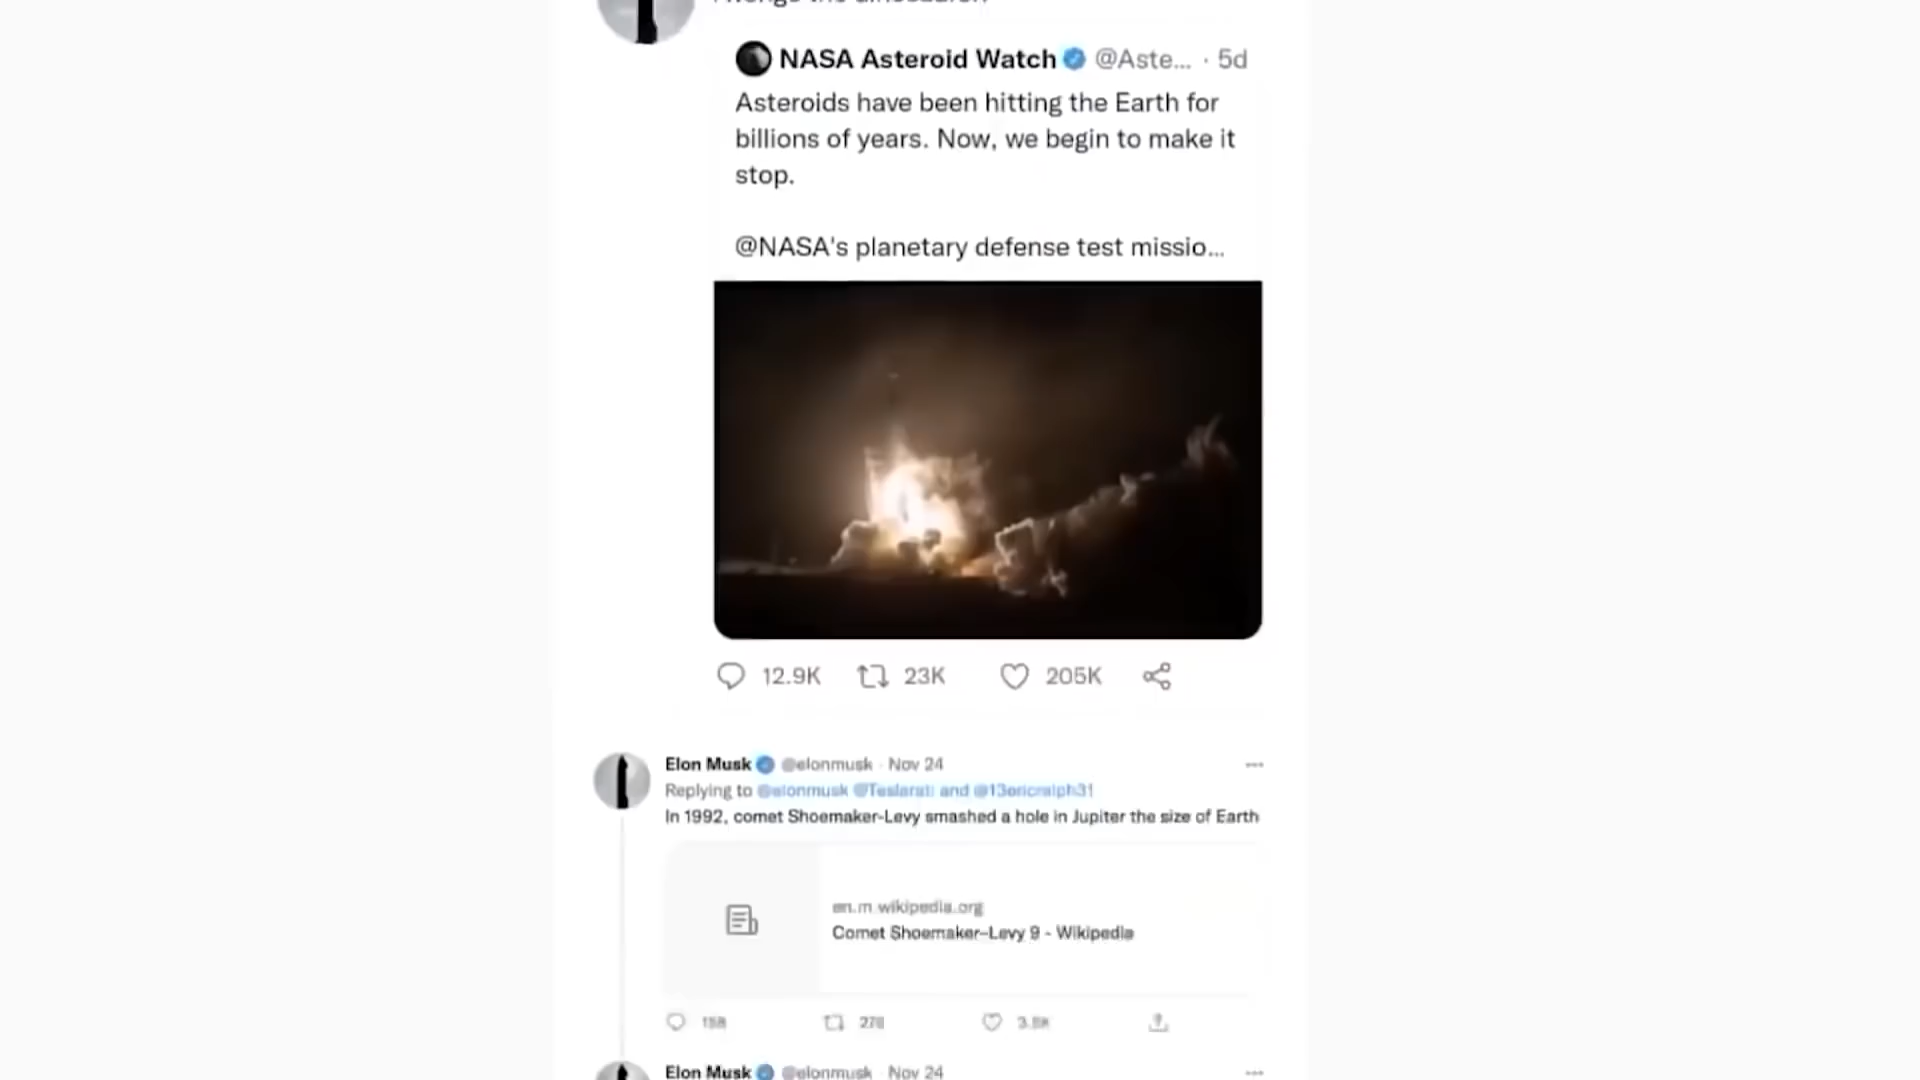 the dinosaurs!!
NASA Asteroid Watch @Aste... · 5d
Asteroids have been hitting the Earth for
billions of years. Now, we begin to make it
stop.
@NASA's planetary defense test missio...
12.9K 23K 205K
Elon Musk @elonmusk · Nov 24
Replying to @elonmusk @Teslarati and @13ericralph31
In 1992, comet Shoemaker-Levy smashed a hole in Jupiter the size of Earth
en.m.wikipedia.org
Comet Shoemaker–Levy 9 - Wikipedia
Elon Musk @elonmusk · Nov 24